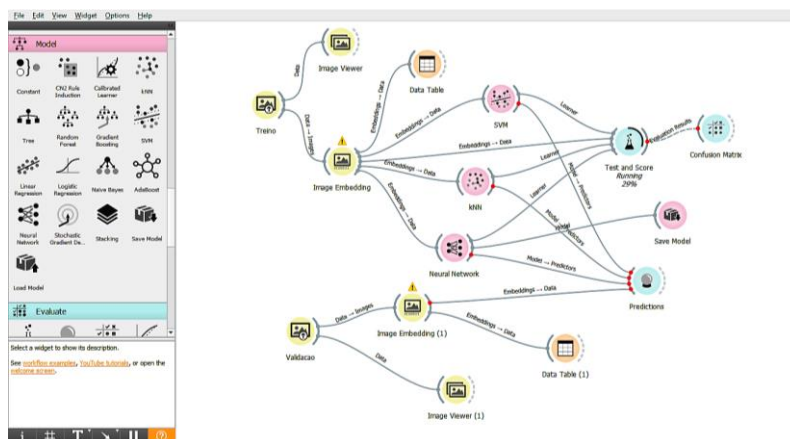 File Edit View Widget Options Help
Model
Constant
CN2 Rule
Induction
Calibrated
Learner
kNN
Tree
Random
Forest
Gradient
Boosting
SVM
Linear
Regression
Logistic
Regression
Naive Bayes
AdaBoost
Neural
Network
Stochastic
Gradient De...
Stacking
Save Model
Load Model
Evaluate
Select a widget to show its description.
See workflow examples, YouTube tutorials, or open the
welcome screen.
Treino
Data
Image Viewer
Data → Images
Image Embedding
Embeddings → Data
Data Table
Embeddings → Data
SVM
Embeddings → Data
Embeddings → Data
kNN
Embeddings → Data
Neural Network
Learner
Learner
Learner
Test and Score
Running
29%
Evaluation Results
Confusion Matrix
Model → Predictors
Model → Predictors
Model → Predictors
Save Model
Predictions
Embeddings → Data
Validacao
Data → Images
Image Embedding (1)
Embeddings → Data
Data Table (1)
Data
Image Viewer (1)